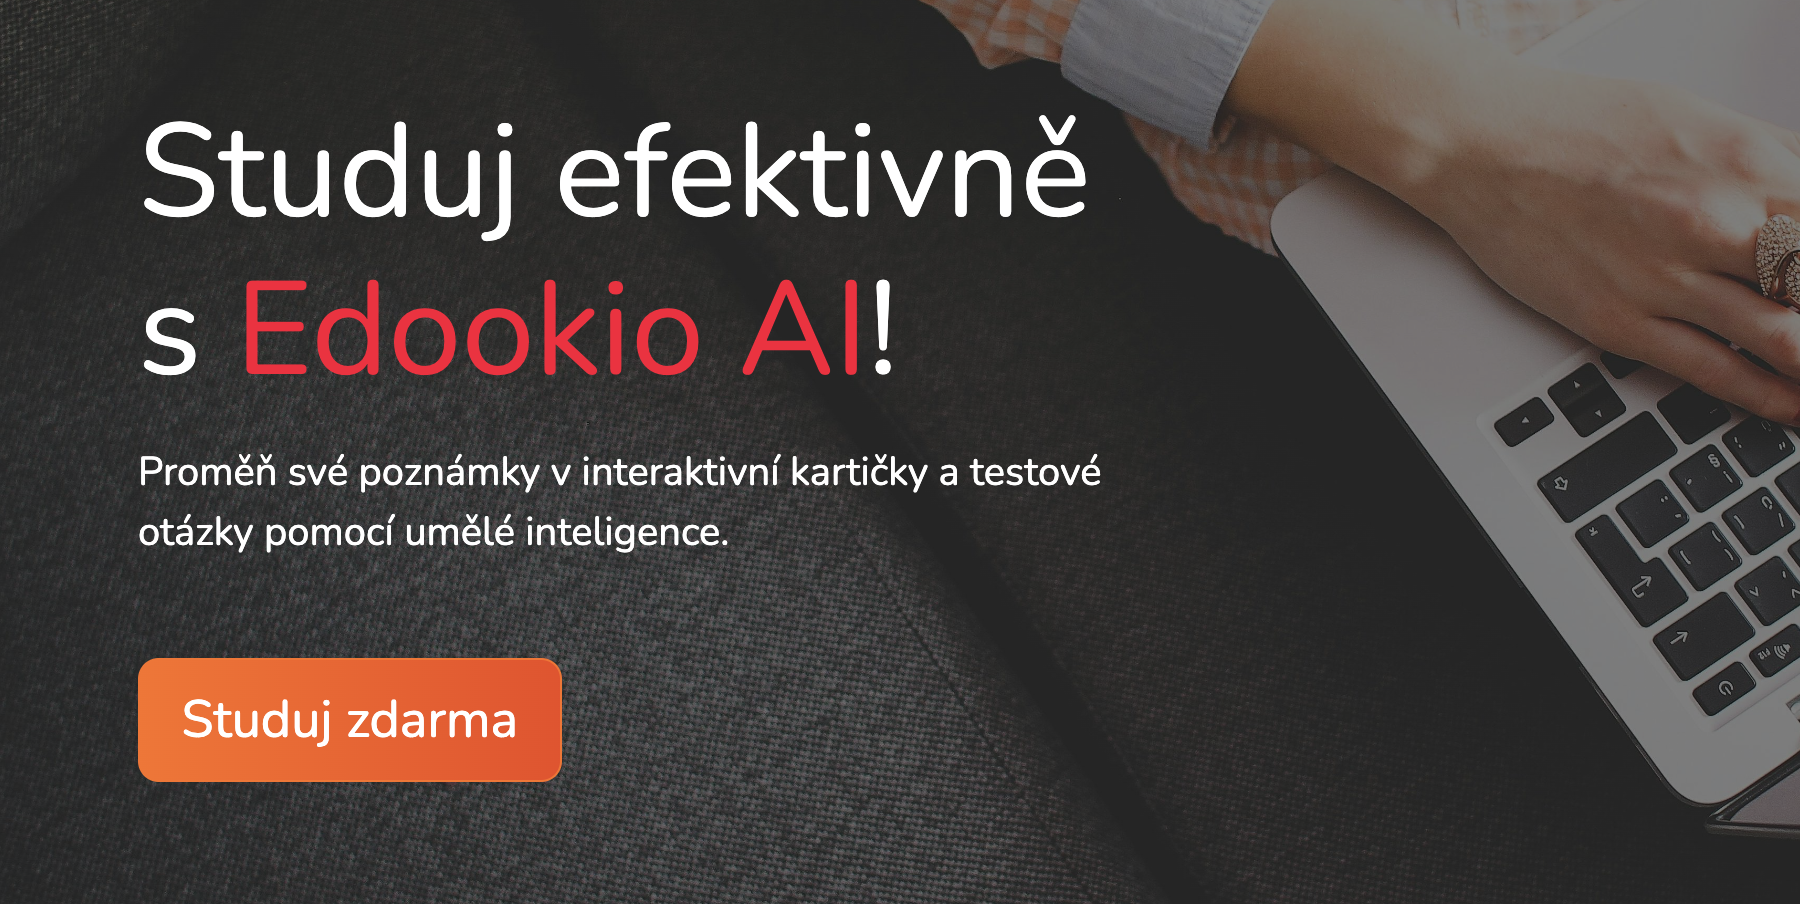 Studuj efektivně
s Edookio AI!
Proměň své poznámky v interaktivní kartičky a testové
otázky pomocí umělé inteligence.
Studuj zdarma